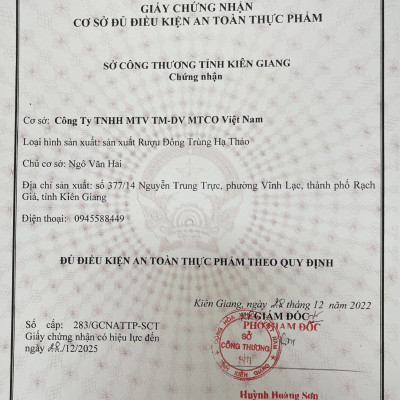 GIẤY CHỨNG NHẬN
CƠ SỞ ĐỦ ĐIỀU KIỆN AN TOÀN THỰC PHẨM
SỞ CÔNG THƯƠNG TỈNH KIÊN GIANG
Chứng nhận
Cơ sở: Công Ty TNHH MTV TM-DV MTCO Việt Nam
Loại hình sản xuất: sản xuất Rượu Đông Trùng Hạ Thảo
Chủ cơ sở: Ngô Văn Hai
Địa chỉ sản xuất: số 377/14 Nguyễn Trung Trực, phường Vĩnh Lạc, thành phố Rạch
Giá, tỉnh Kiên Giang
Điện thoại: 0945588449
ĐỦ ĐIỀU KIỆN AN TOÀN THỰC PHẨM THEO QUY ĐỊNH
Kiên Giang, ngày 28 tháng 12 năm 2022
GIÁM ĐỐC
PHÓ GIÁM ĐỐC
Số cấp: 283/GCNATTP-SCT
Giấy chứng nhận có hiệu lực đến
ngày 28/12/2025
SỞ
CÔNG THƯƠNG
TỈNH KIÊN GIANG
Huỳnh Hoàng Sơn